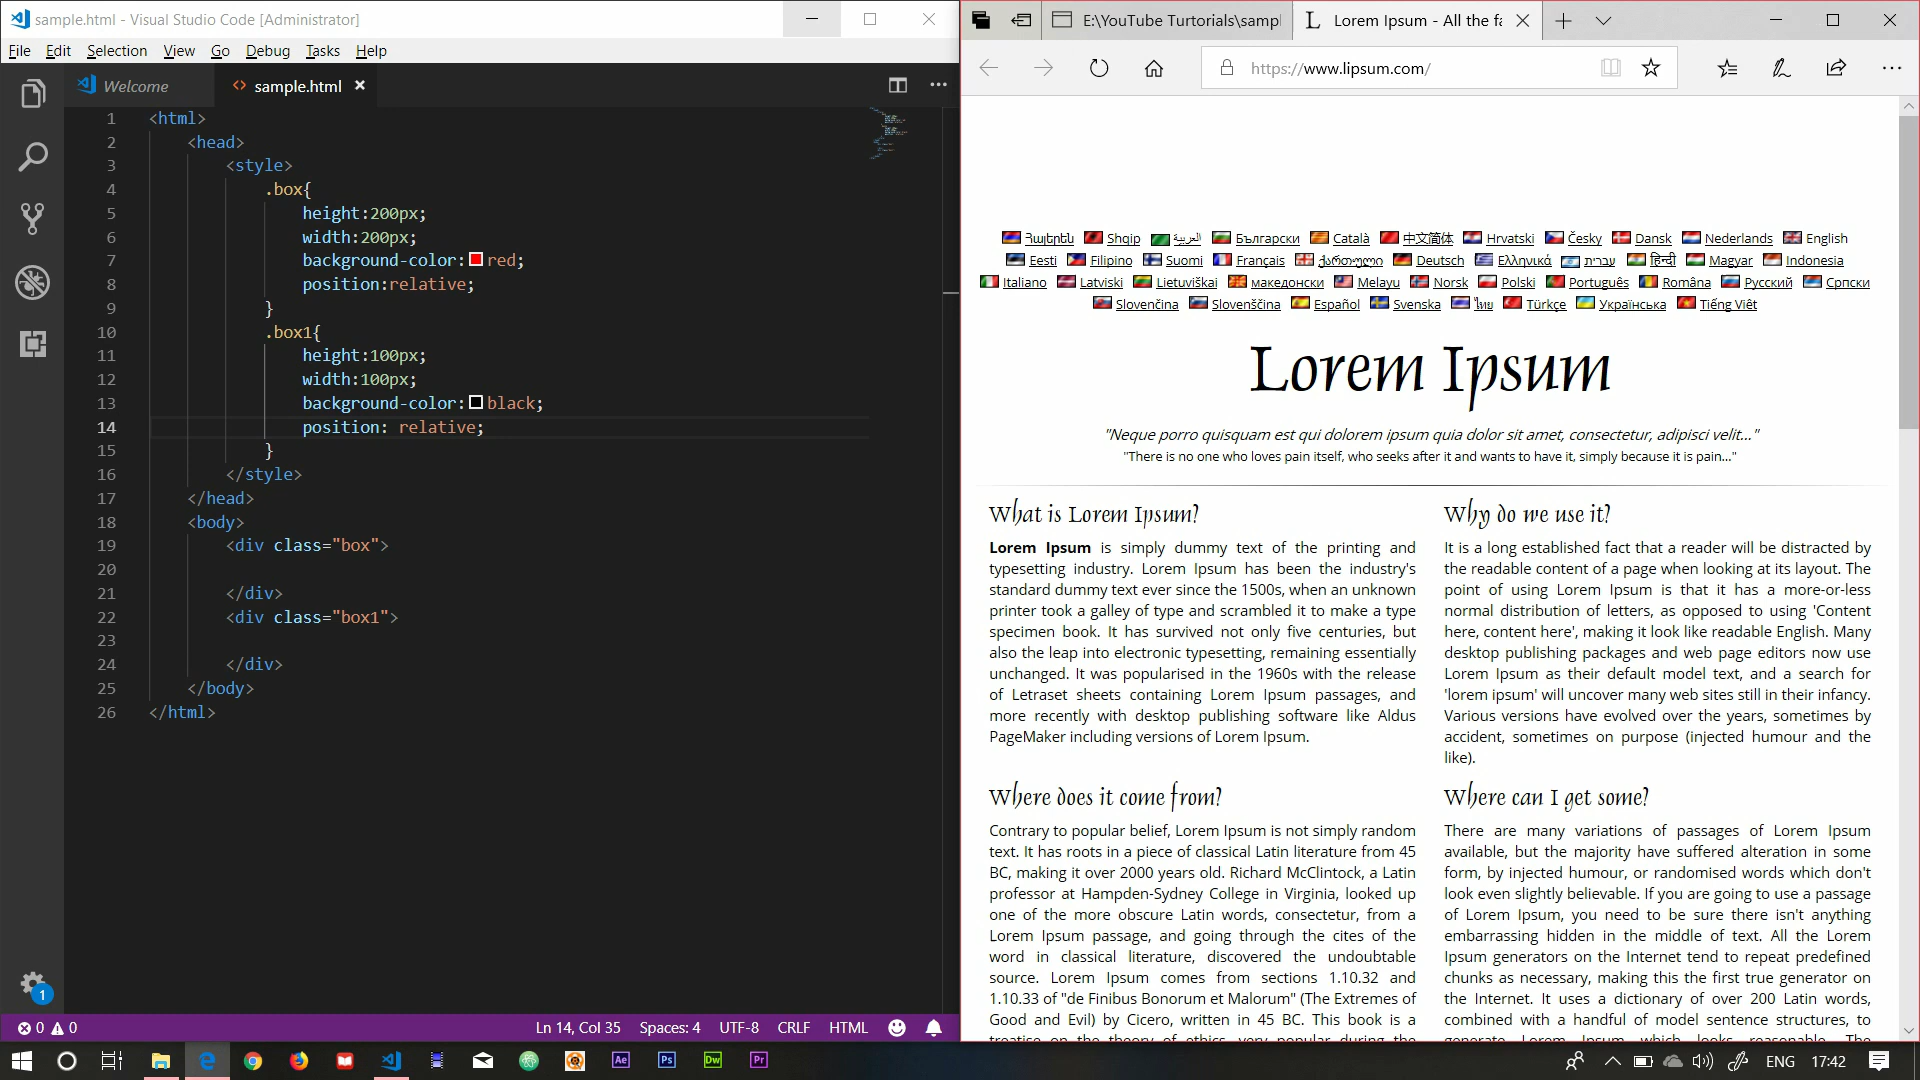 sample.html - Visual Studio Code [Administrator]
File Edit Selection View Go Debug Tasks Help
Welcome
<> sample.html
1 <html>
2 <head>
3 <style>
4 .box{
5 height:200px;
6 width:200px;
7 background-color: red;
8 position:relative;
9 }
10 .box1{
11 height:100px;
12 width:100px;
13 background-color: black;
14 position: relative;
15 }
16 </style>
17 </head>
18 <body>
19 <div class="box">
20
21 </div>
22 <div class="box1">
23
24 </div>
25 </body>
26 </html>
1
0 0
Ln 14, Col 35 Spaces: 4 UTF-8 CRLF HTML
E:\YouTube Turtorials\sampl
L Lorem Ipsum - All the fa
https://www.lipsum.com/
Հայերեն Shqip العربية Български Català 中文简体 Hrvatski Česky Dansk Nederlands English
Eesti Filipino Suomi Français ქართული Deutsch Ελληνικά עברית हिन्दी Magyar Indonesia
Italiano Latviski Lietuviškai македонски Melayu Norsk Polski Português Româna Русский Српски
Slovenčina Slovenščina Español Svenska ไทย Türkçe Українська Tiếng Việt
Lorem Ipsum
"Neque porro quisquam est qui dolorem ipsum quia dolor sit amet, consectetur, adipisci velit..."
"There is no one who loves pain itself, who seeks after it and wants to have it, simply because it is pain..."
What is Lorem Ipsum?
Lorem Ipsum is simply dummy text of the printing and
typesetting industry. Lorem Ipsum has been the industry's
standard dummy text ever since the 1500s, when an unknown
printer took a galley of type and scrambled it to make a type
specimen book. It has survived not only five centuries, but
also the leap into electronic typesetting, remaining essentially
unchanged. It was popularised in the 1960s with the release
of Letraset sheets containing Lorem Ipsum passages, and
more recently with desktop publishing software like Aldus
PageMaker including versions of Lorem Ipsum.
Why do we use it?
It is a long established fact that a reader will be distracted by
the readable content of a page when looking at its layout. The
point of using Lorem Ipsum is that it has a more-or-less
normal distribution of letters, as opposed to using 'Content
here, content here', making it look like readable English. Many
desktop publishing packages and web page editors now use
Lorem Ipsum as their default model text, and a search for
'lorem ipsum' will uncover many web sites still in their infancy.
Various versions have evolved over the years, sometimes by
accident, sometimes on purpose (injected humour and the
like).
Where does it come from?
Contrary to popular belief, Lorem Ipsum is not simply random
text. It has roots in a piece of classical Latin literature from 45
BC, making it over 2000 years old. Richard McClintock, a Latin
professor at Hampden-Sydney College in Virginia, looked up
one of the more obscure Latin words, consectetur, from a
Lorem Ipsum passage, and going through the cites of the
word in classical literature, discovered the undoubtable
source. Lorem Ipsum comes from sections 1.10.32 and
1.10.33 of "de Finibus Bonorum et Malorum" (The Extremes of
Good and Evil) by Cicero, written in 45 BC. This book is a
treatise on the theory of ethics, very popular during the
Where can I get some?
There are many variations of passages of Lorem Ipsum
available, but the majority have suffered alteration in some
form, by injected humour, or randomised words which don't
look even slightly believable. If you are going to use a passage
of Lorem Ipsum, you need to be sure there isn't anything
embarrassing hidden in the middle of text. All the Lorem
Ipsum generators on the Internet tend to repeat predefined
chunks as necessary, making this the first true generator on
the Internet. It uses a dictionary of over 200 Latin words,
combined with a handful of model sentence structures, to
generate Lorem Ipsum which looks reasonable. The
Ae Ps Dw Pr
ENG 17:42